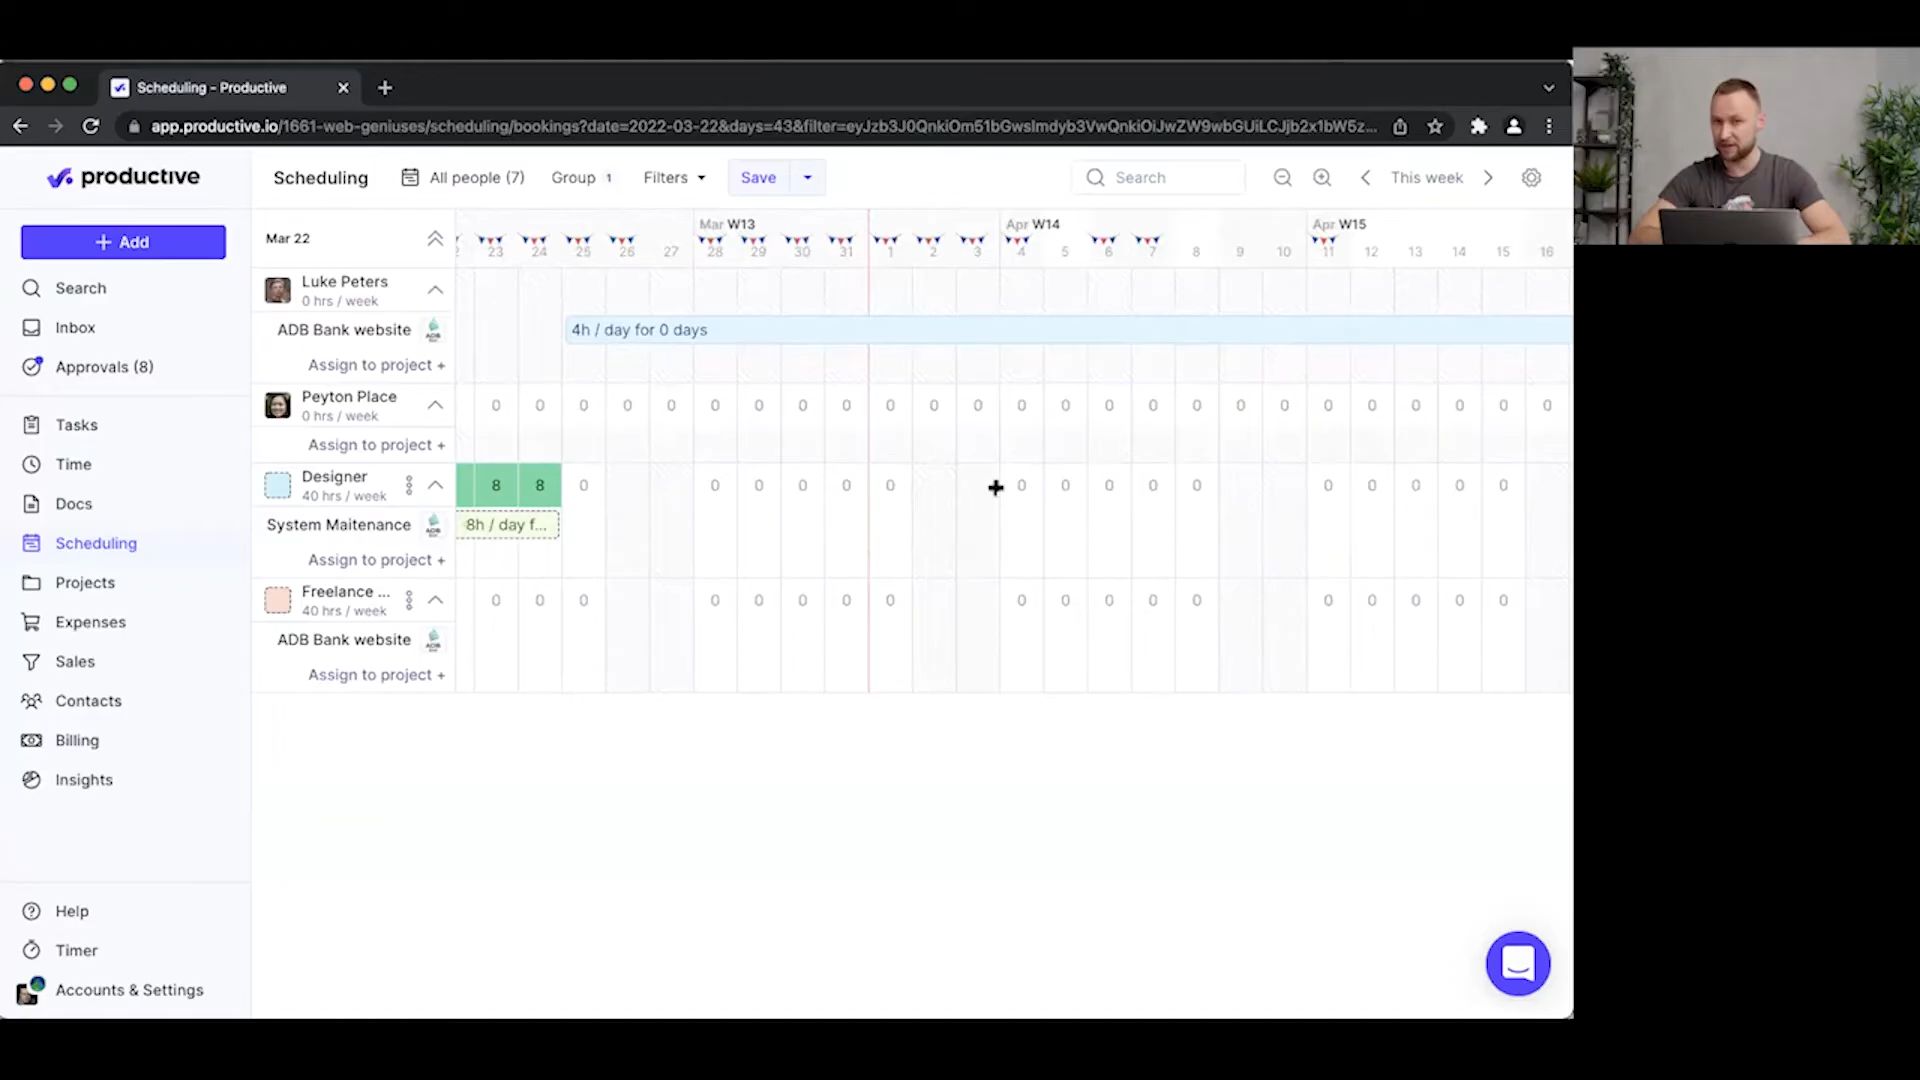 Scheduling - Productive
app.productive.io/1661-web-geniuses/scheduling/bookings?date=2022-03-22&days=43&filter=eyJzb3J0QnkiOm51bGwsImdyb3VwQnkiOiJwZW9wbGUiLCJjb2x1bW5z...
productive
Scheduling
All people (7)
Group 1
Filters
Save
Search
This week
+ Add
Search
Inbox
Approvals (8)
Tasks
Time
Docs
Scheduling
Projects
Expenses
Sales
Contacts
Billing
Insights
Help
Timer
Accounts & Settings
Mar 22
Mar W13
Apr W14
Apr W15
23 24 25 26 27 28 29 30 31 1 2 3 4 5 6 7 8 9 10 11 12 13 14 15 16
Luke Peters
0 hrs / week
ADB Bank website
4h / day for 0 days
Assign to project +
Peyton Place
0 hrs / week
0 0 0 0 0 0 0 0 0 0 0 0 0 0 0 0 0 0 0 0 0 0 0 0 0
Assign to project +
Designer
40 hrs / week
8 8 0 0 0 0 0 0 0 0 0 0 0 0 0 0 0 0
System Maitenance
8h / day f...
Assign to project +
Freelance ...
40 hrs / week
0 0 0 0 0 0 0 0 0 0 0 0 0 0 0 0 0 0
ADB Bank website
Assign to project +